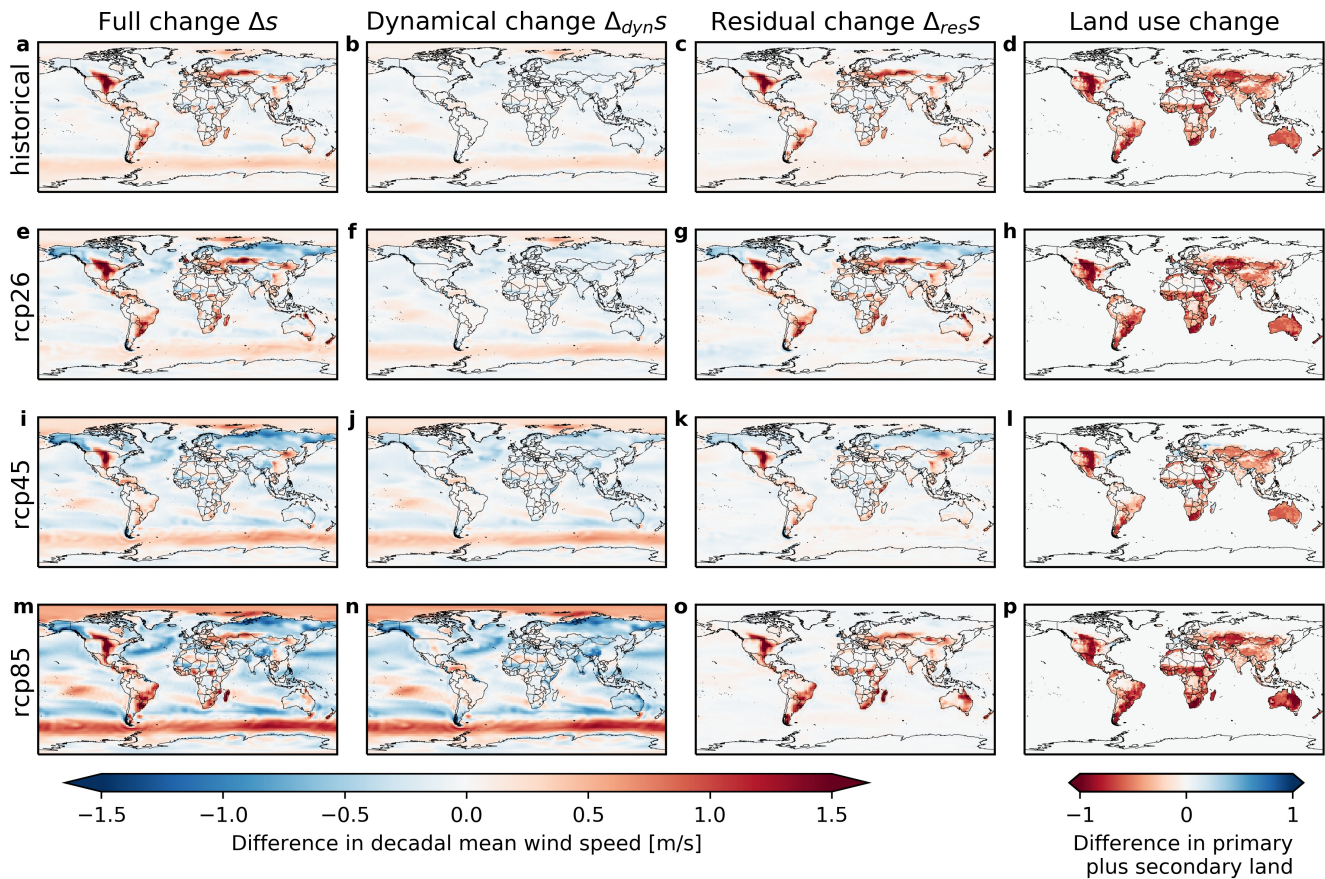 Full change Δs
Dynamical change Δdyns
Residual change Δress
Land use change
a
b
c
d
historical
e
f
g
h
rcp26
i
j
k
l
rcp45
m
n
o
p
rcp85
−1.5 −1.0 −0.5 0.0 0.5 1.0 1.5
Difference in decadal mean wind speed [m/s]
−1 0 1
Difference in primary
plus secondary land